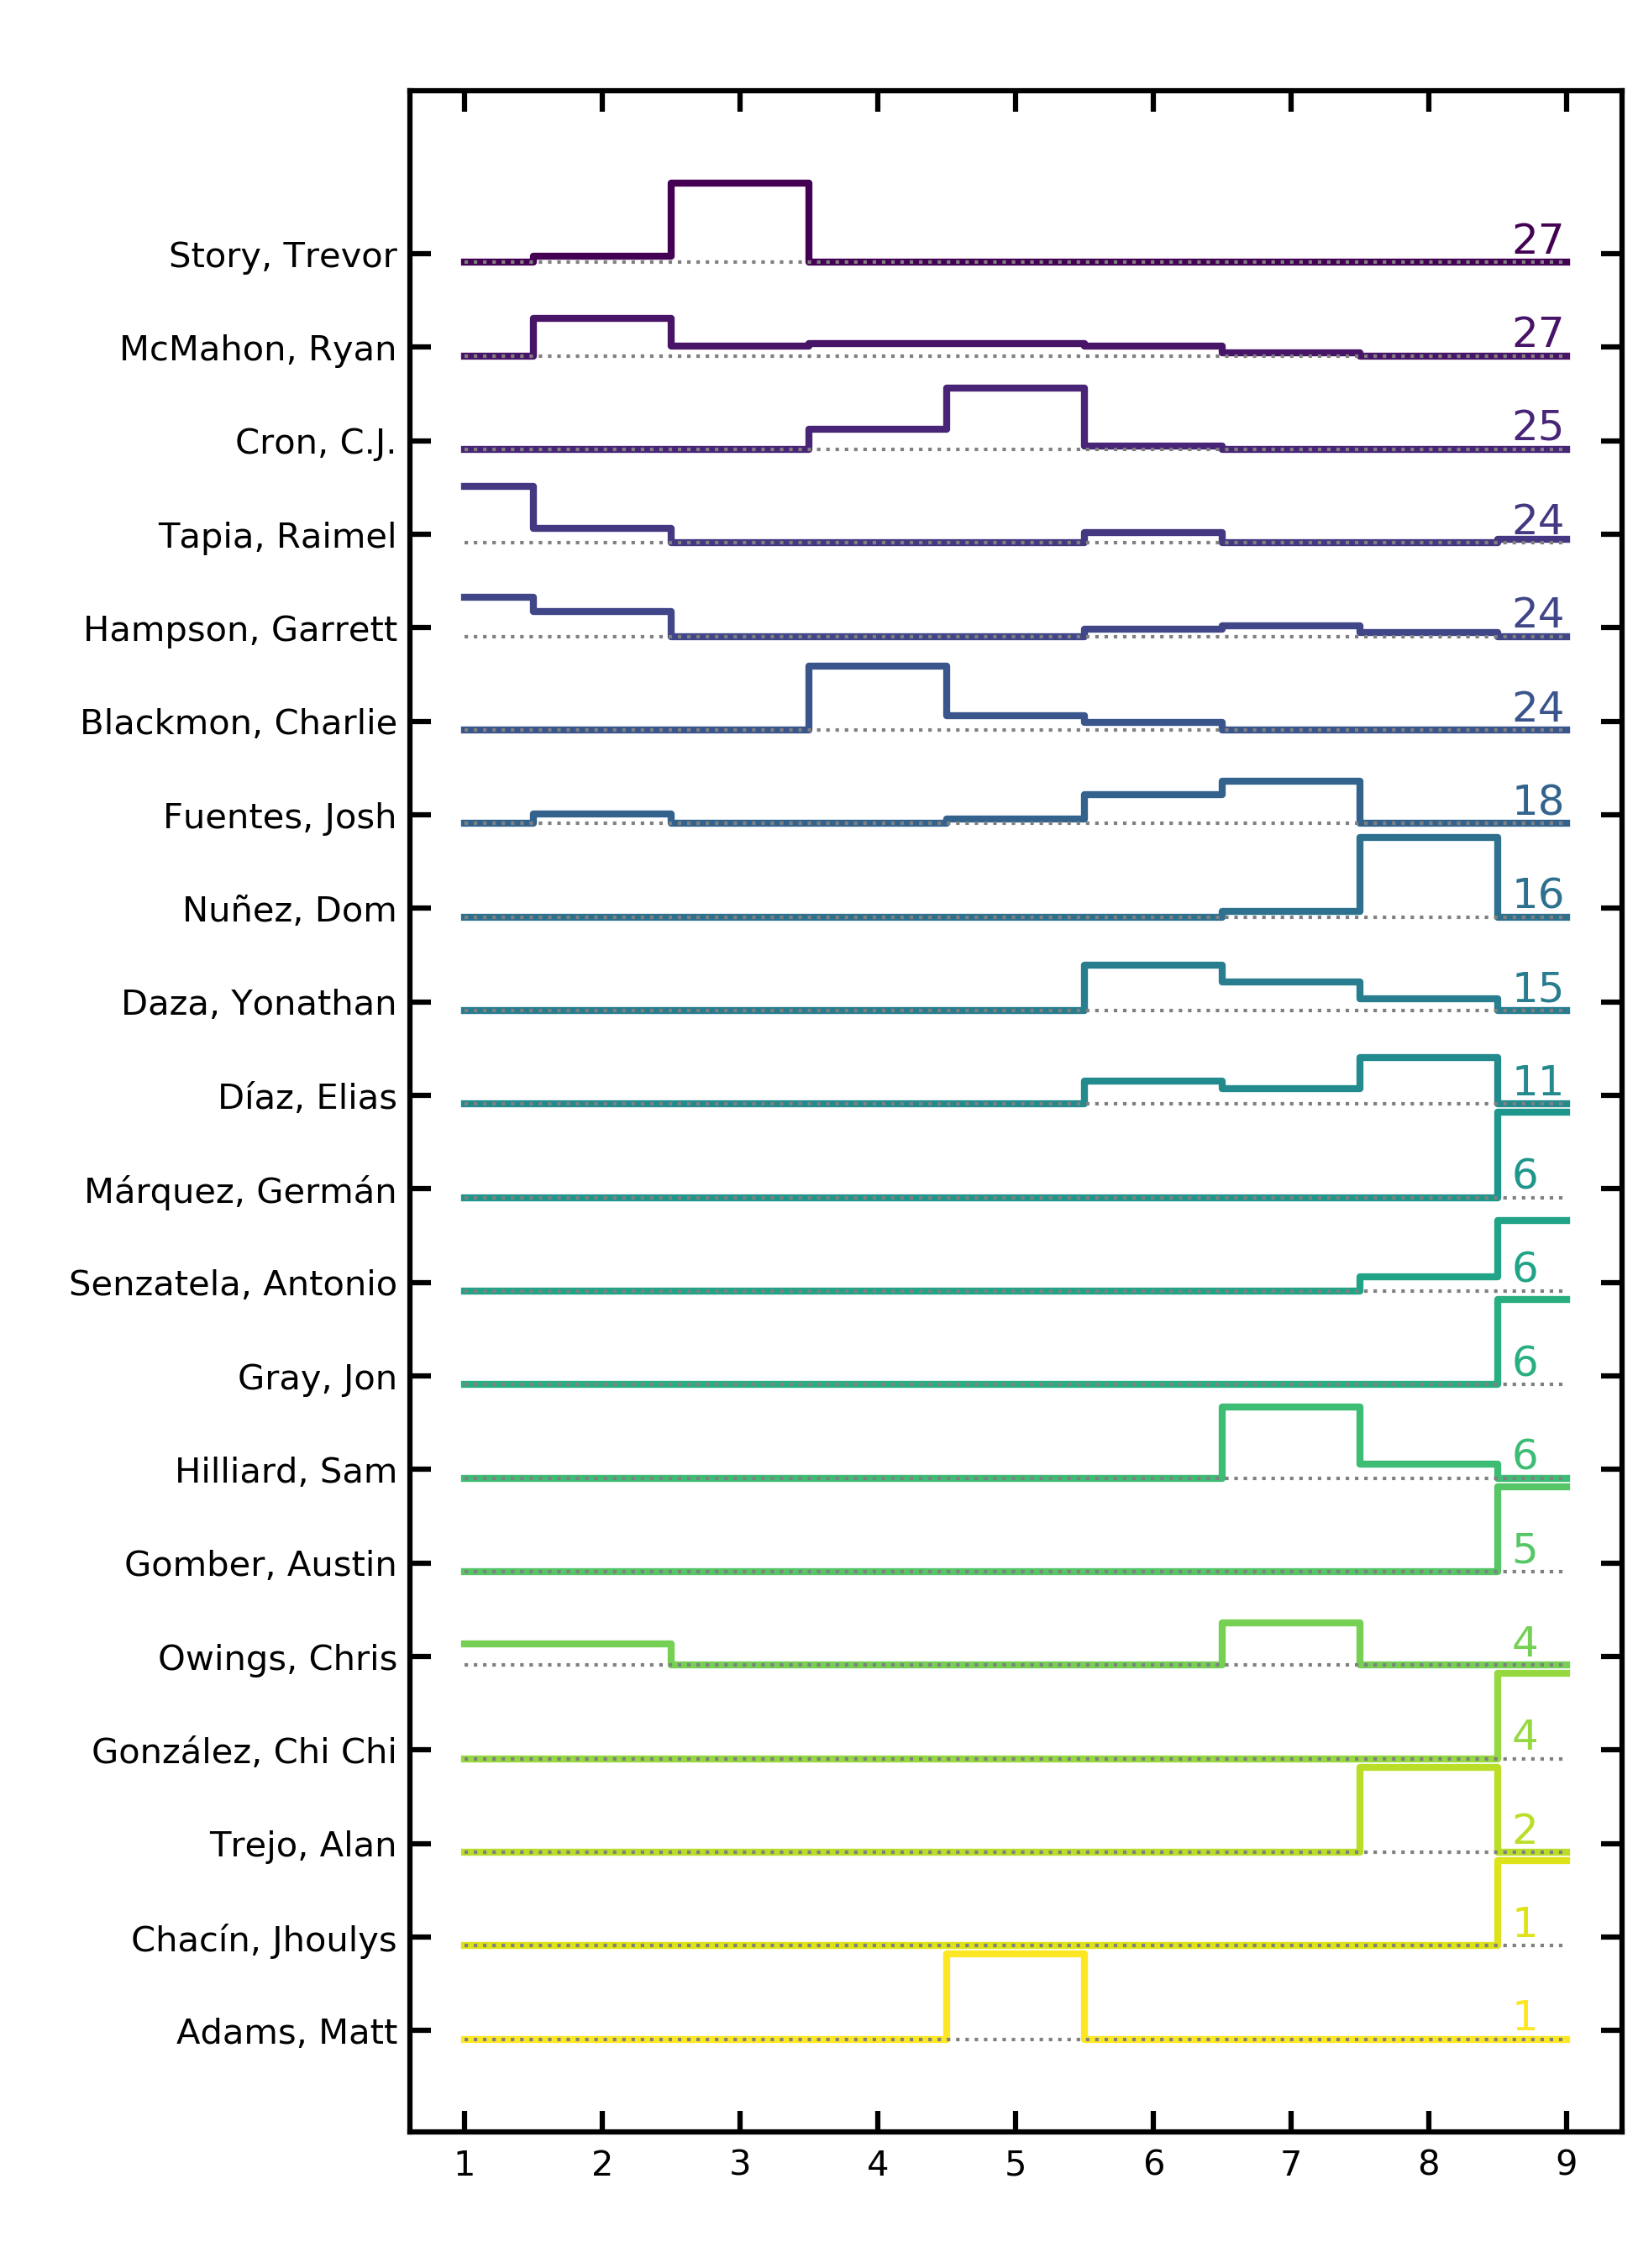 Story, Trevor 27
McMahon, Ryan 27
Cron, C.J. 25
Tapia, Raimel 24
Hampson, Garrett 24
Blackmon, Charlie 24
Fuentes, Josh 18
Nuñez, Dom 16
Daza, Yonathan 15
Díaz, Elias 11
Márquez, Germán 6
Senzatela, Antonio 6
Gray, Jon 6
Hilliard, Sam 6
Gomber, Austin 5
Owings, Chris 4
González, Chi Chi 4
Trejo, Alan 2
Chacín, Jhoulys 1
Adams, Matt 1
1 2 3 4 5 6 7 8 9